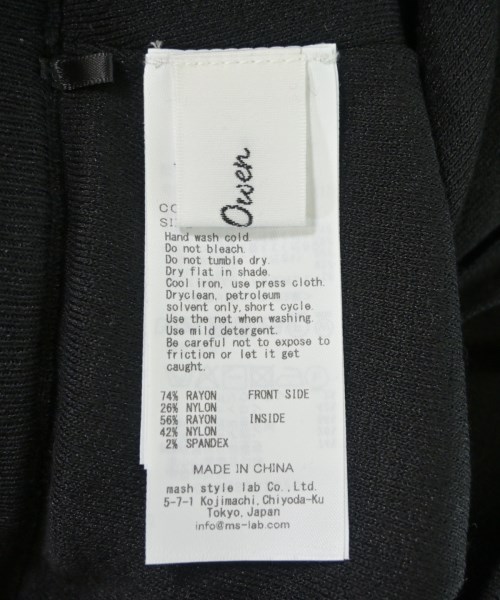 Owen
Hand wash cold.
Do not bleach.
Do not tumble dry.
Dry flat in shade.
Cool iron, use press cloth.
Dryclean, petroleum
solvent only, short cycle.
Use the net when washing.
Use mild detergent.
Be careful not to expose to
friction or let it get
caught.
74% RAYON FRONT SIDE
26% NYLON
56% RAYON INSIDE
42% NYLON
2% SPANDEX
MADE IN CHINA
mash style lab Co., Ltd.
5-7-1 Kojimachi, Chiyoda-Ku
Tokyo, Japan
info@ms-lab.com